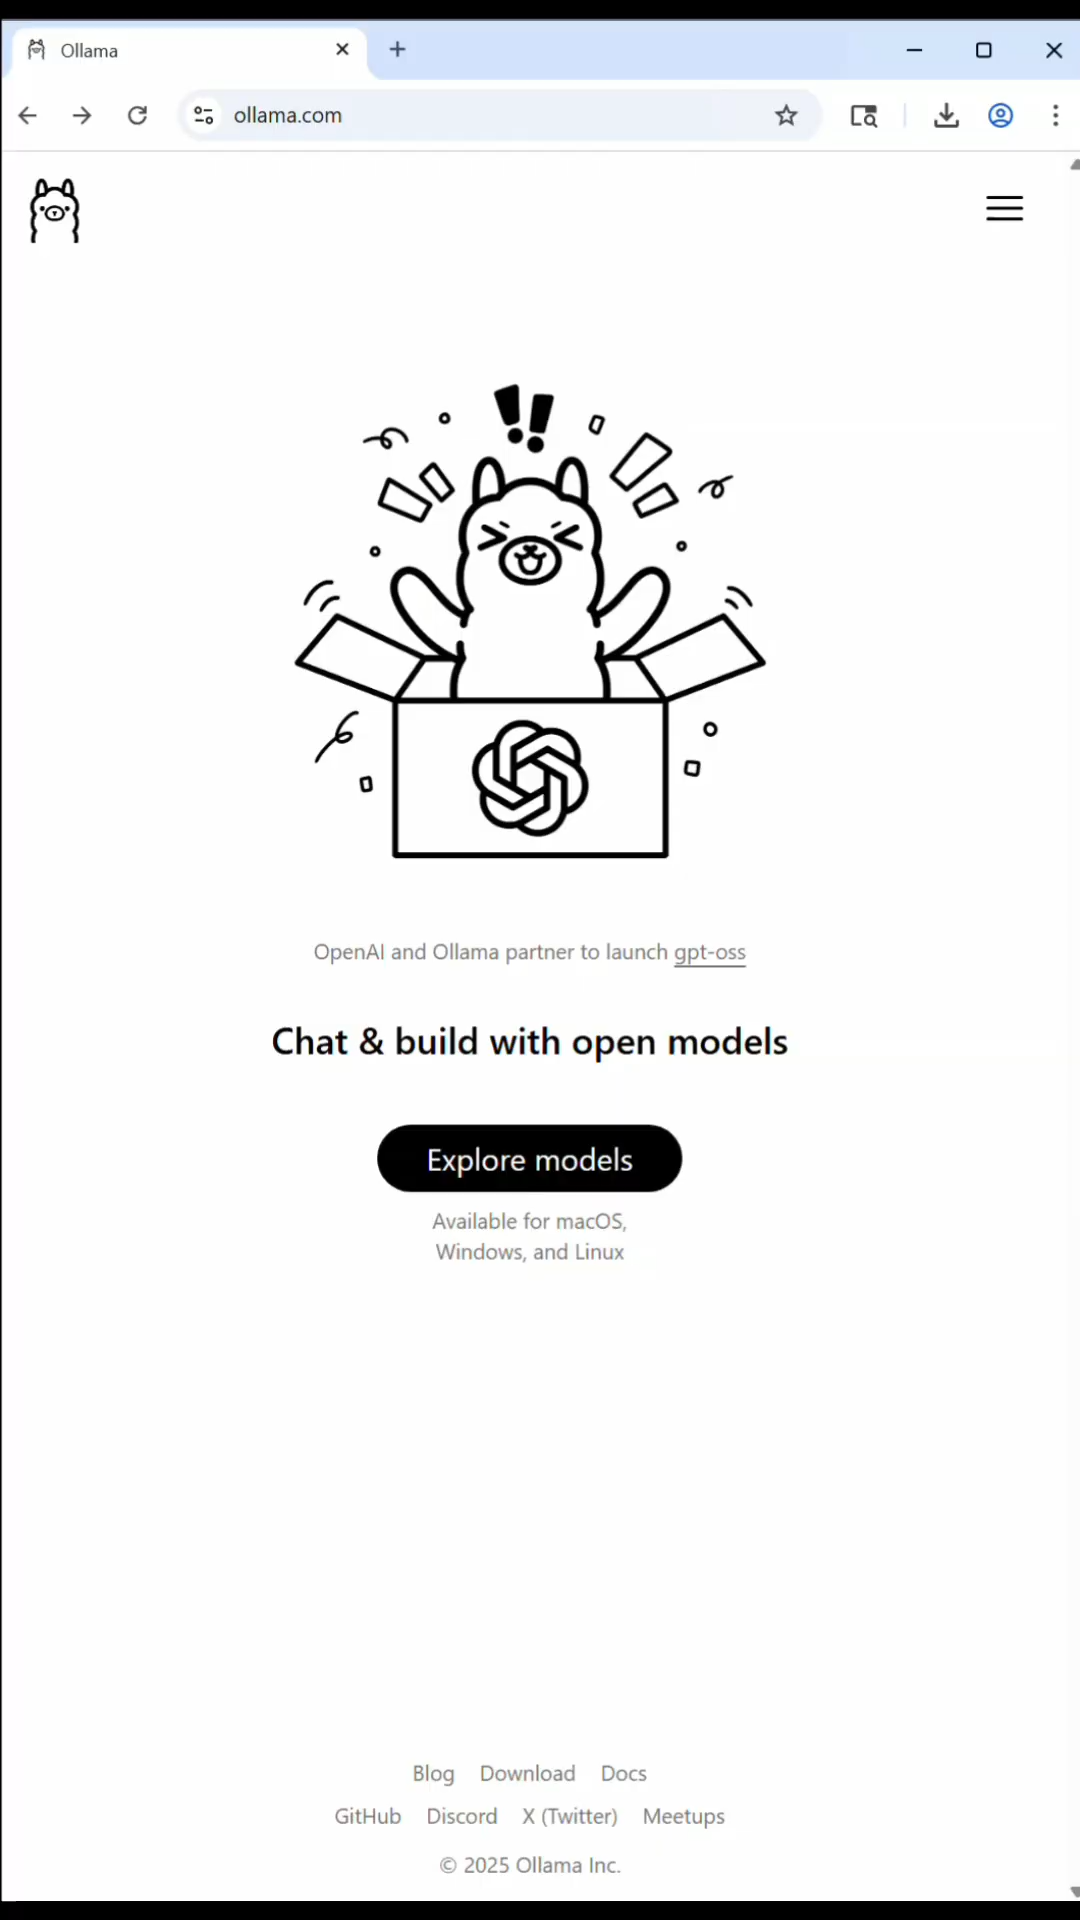 Ollama
ollama.com
!!
OpenAI and Ollama partner to launch gpt-oss
Chat & build with open models
Explore models
Available for macOS,
Windows, and Linux
Blog Download Docs
GitHub Discord X (Twitter) Meetups
© 2025 Ollama Inc.